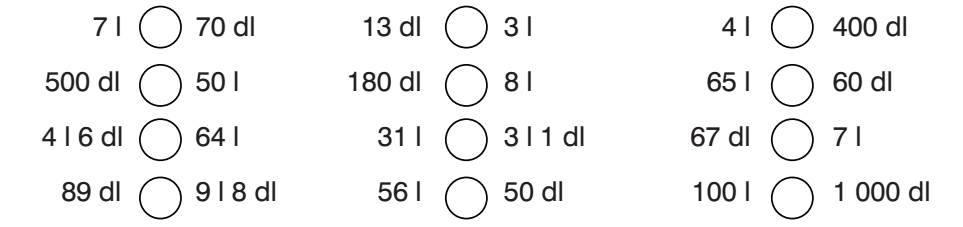 7 l 70 dl 13 dl 3 l 4 l 400 dl
500 dl 50 l 180 dl 8 l 65 l 60 dl
4 l 6 dl 64 l 31 l 3 l 1 dl 67 dl 7 l
89 dl 9 l 8 dl 56 l 50 dl 100 l 1 000 dl